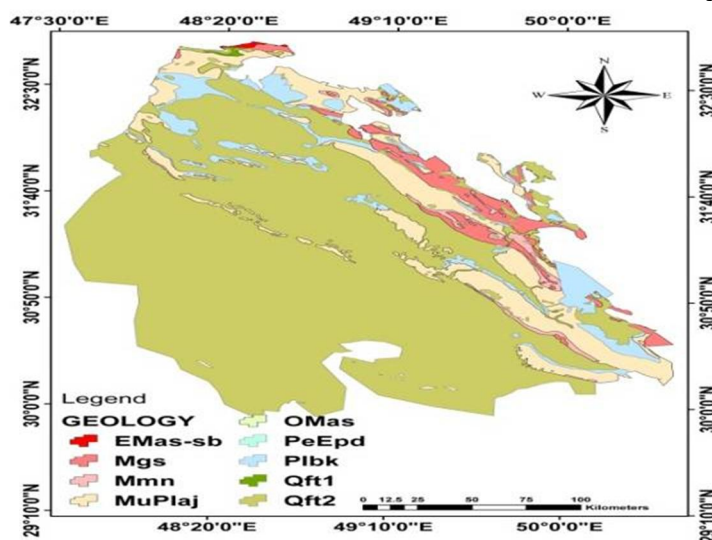 47°30'0"E 48°20'0"E 49°10'0"E 50°0'0"E
32°30'0"N
31°40'0"N
30°50'0"N
30°0'0"N
29°10'0"N
N
W E
S
32°30'0"N
31°40'0"N
30°50'0"N
30°0'0"N
29°10'0"N
Legend
GEOLOGY
EMas-sb
Mgs
Mmn
MuPlaj
OMas
PeEpd
Plbk
Qft1
Qft2
0 12.5 25 50 75 100
Kilometers
48°20'0"E 49°10'0"E 50°0'0"E